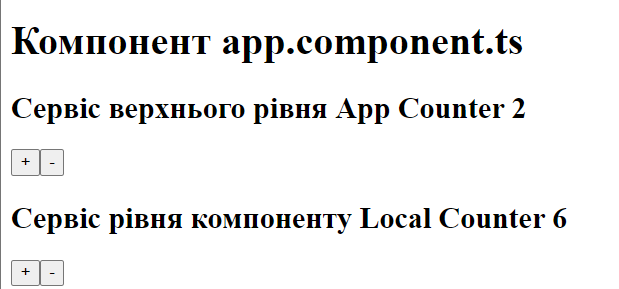 Компонент app.component.ts
Сервіс верхнього рівня App Counter 2
+ -
Сервіс рівня компоненту Local Counter 6
+ -